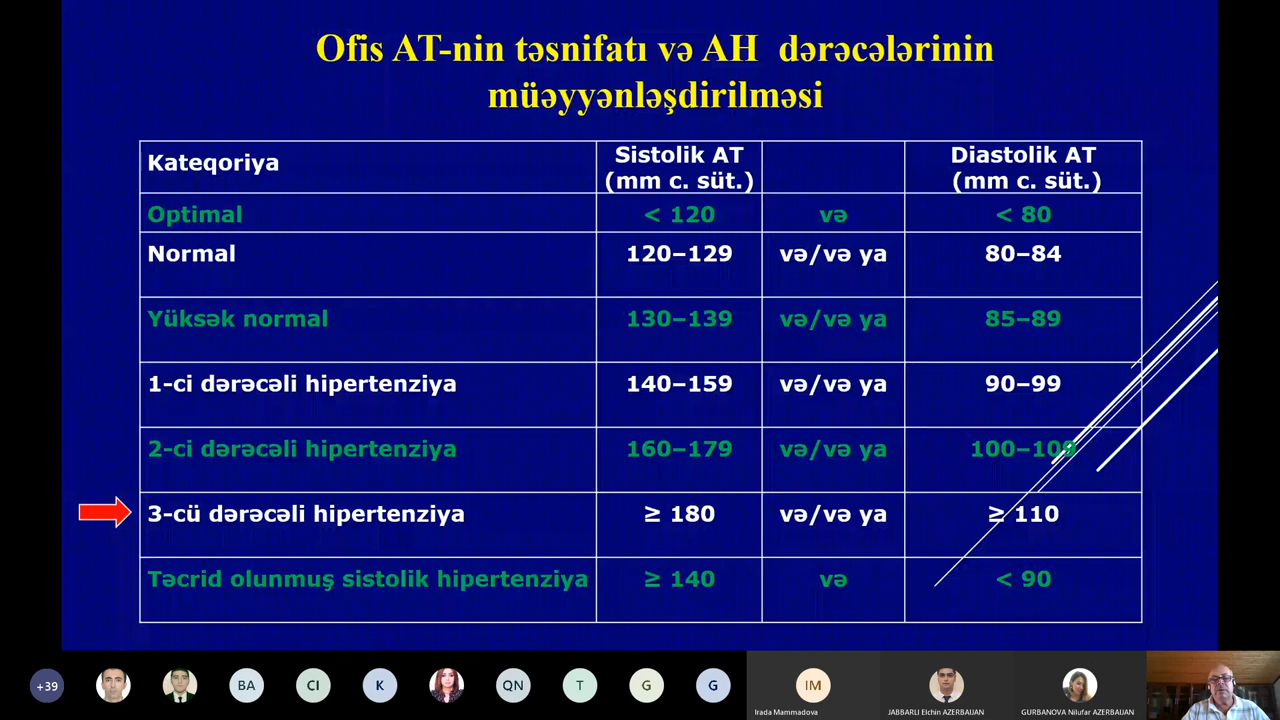 Ofis AT-nin təsnifatı və AH dərəcələrinin
müəyyənləşdirilməsi
Kateqoriya
Sistolik AT
(mm c. süt.)
Diastolik AT
(mm c. süt.)
Optimal < 120 və < 80
Normal 120–129 və/və ya 80–84
Yüksək normal 130–139 və/və ya 85–89
1-ci dərəcəli hipertenziya 140–159 və/və ya 90–99
2-ci dərəcəli hipertenziya 160–179 və/və ya 100–109
3-cü dərəcəli hipertenziya ≥ 180 və/və ya ≥ 110
Təcrid olunmuş sistolik hipertenziya ≥ 140 və < 90
+39 BA CI K QN T G G IM
Irada Mammadova JABBARLI Elchin AZERBAIJAN GURBANOVA Nilufar AZERBAIJAN